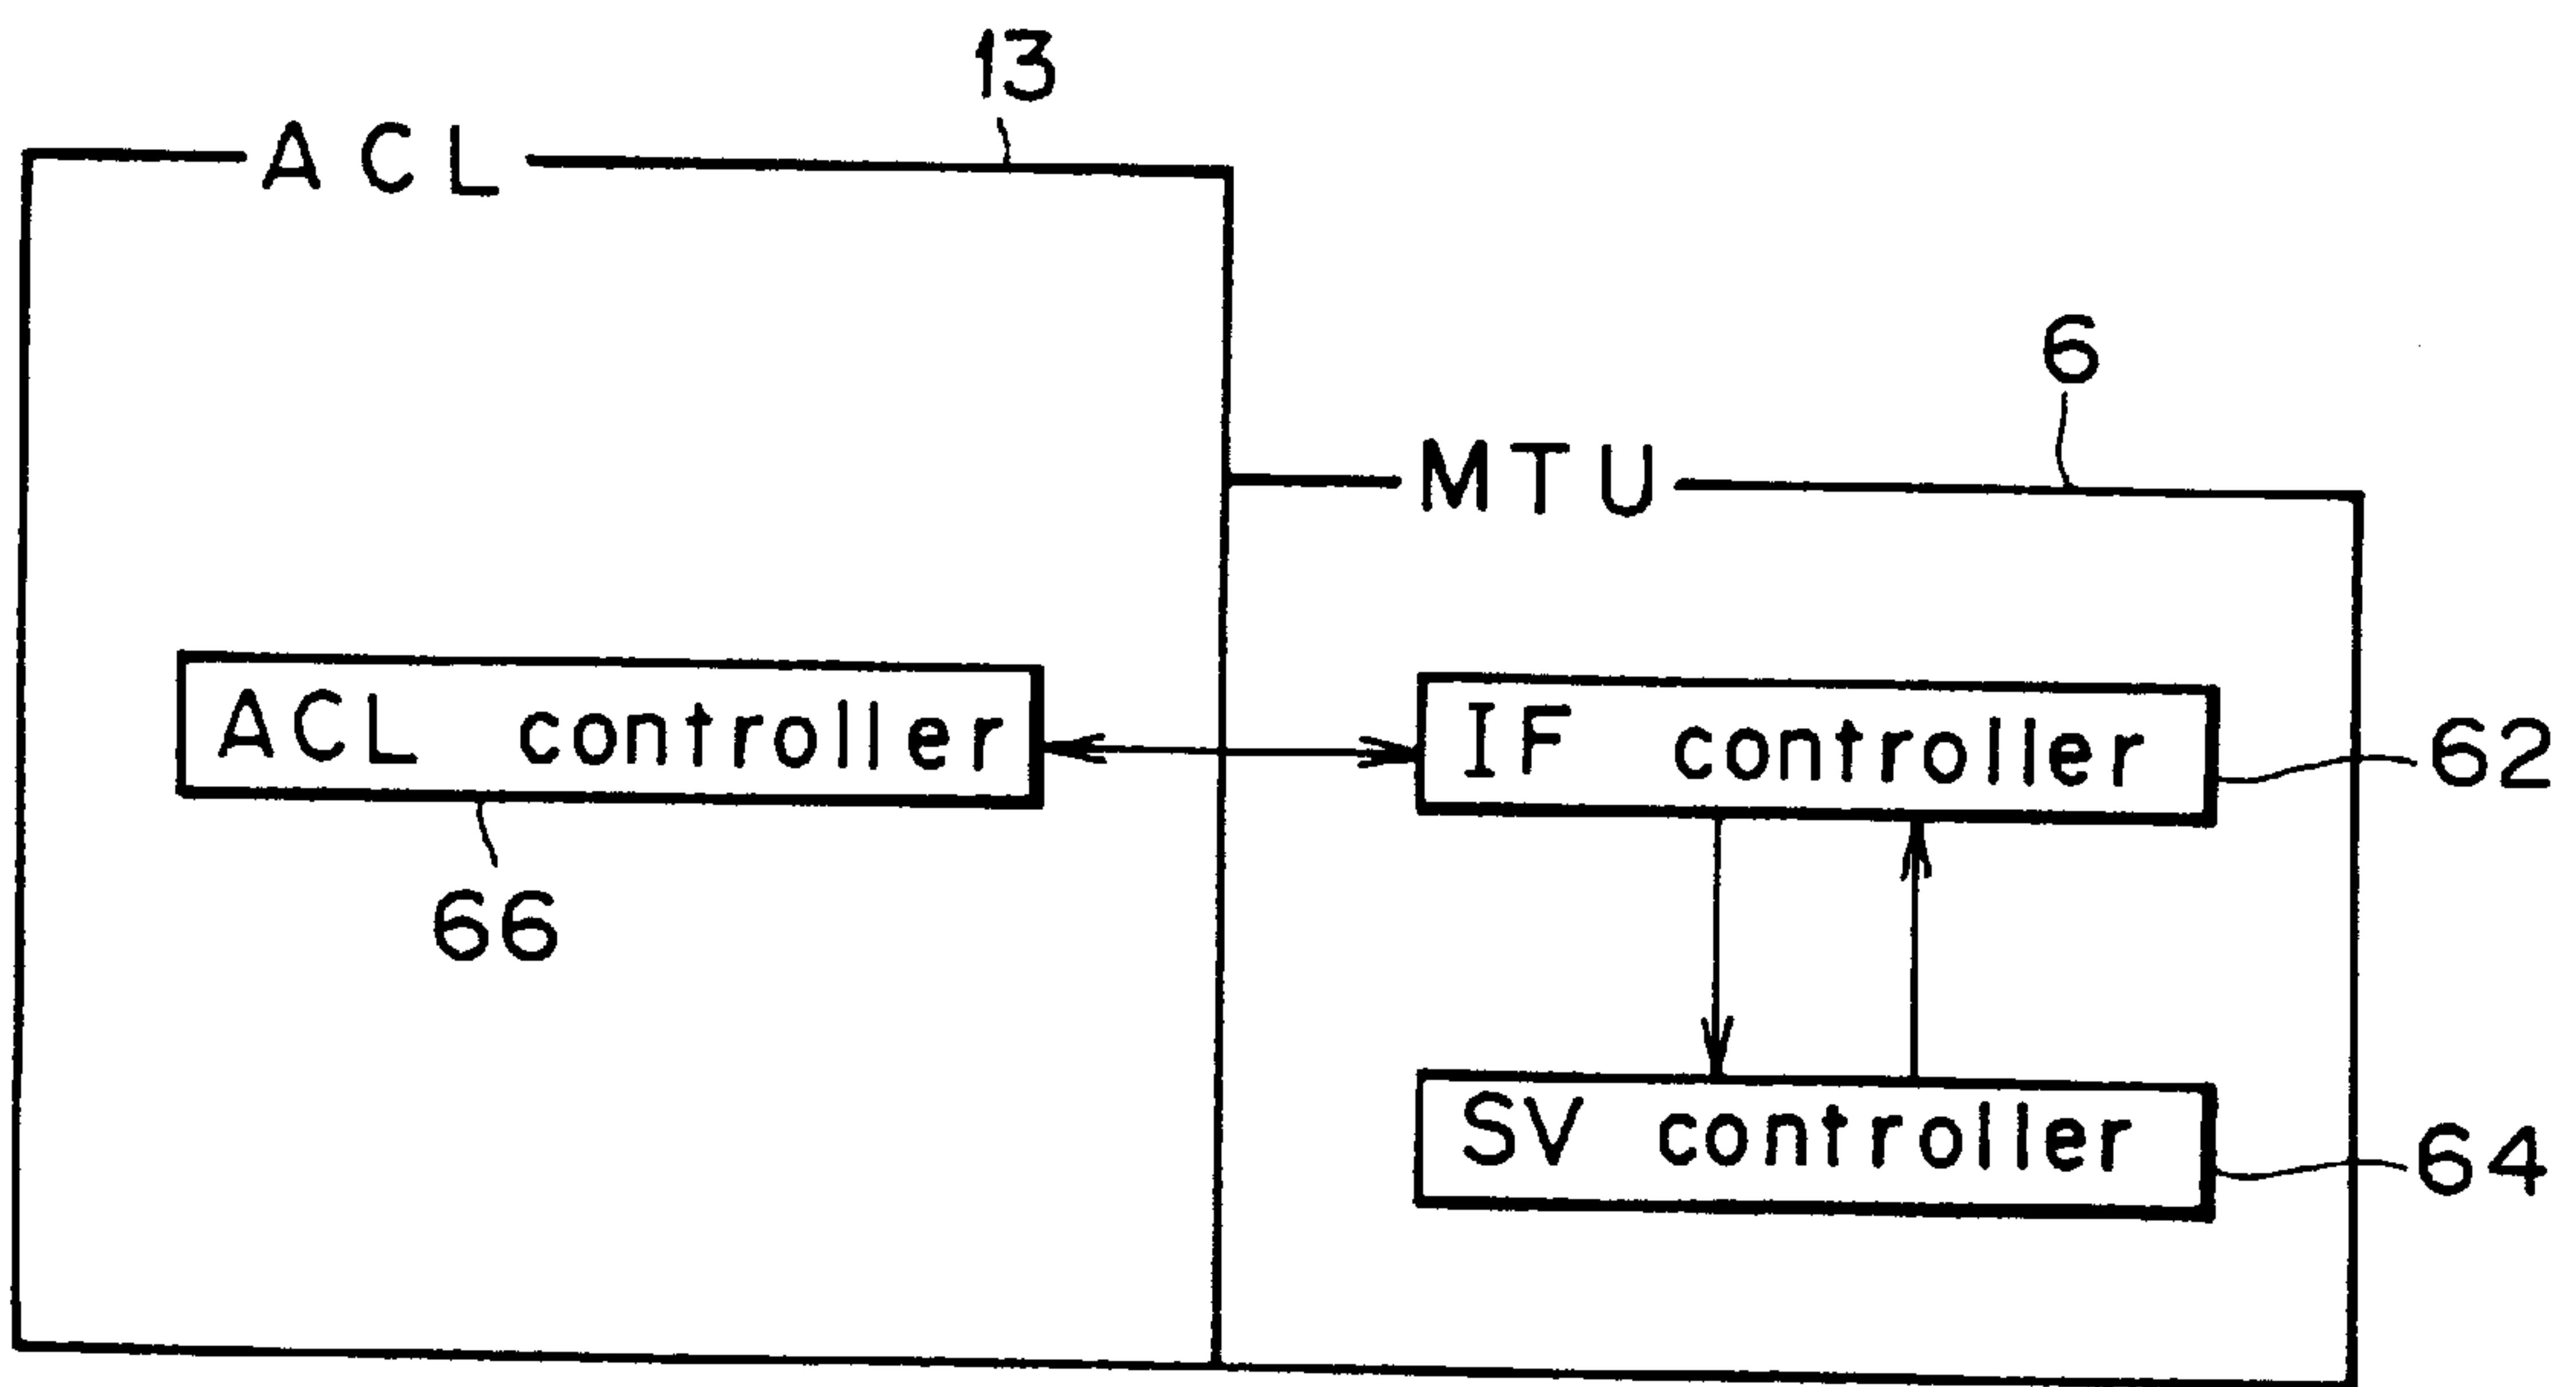 13
ACL
6
MTU
ACL controller
IF controller
62
66
SV controller
64